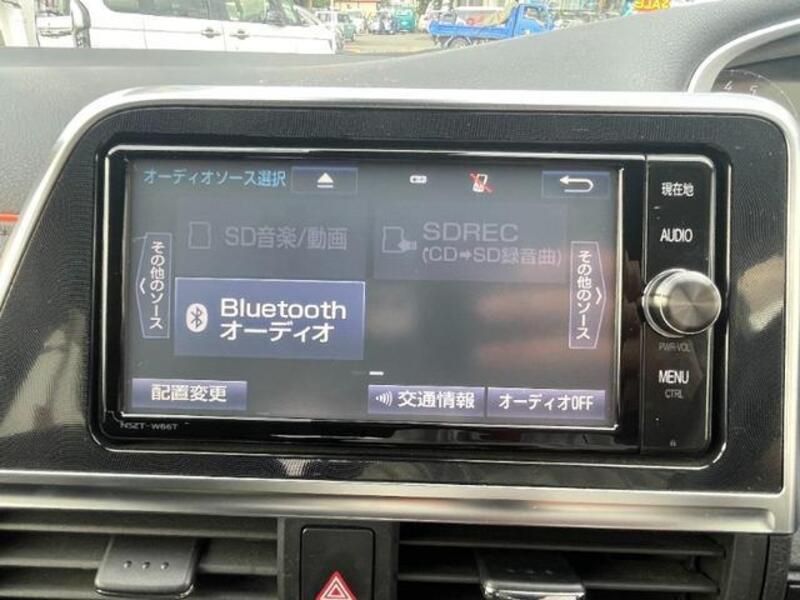 SALE
オーディオソース選択
現在地
SD音楽/動画
SDREC
(CD➡SD録音曲)
AUDIO
その他のソース
その他のソース
Bluetooth
オーディオ
PWR·VOL
MENU
CTRL
配置変更
交通情報
オーディオOFF
NSZT-W66T
4 5